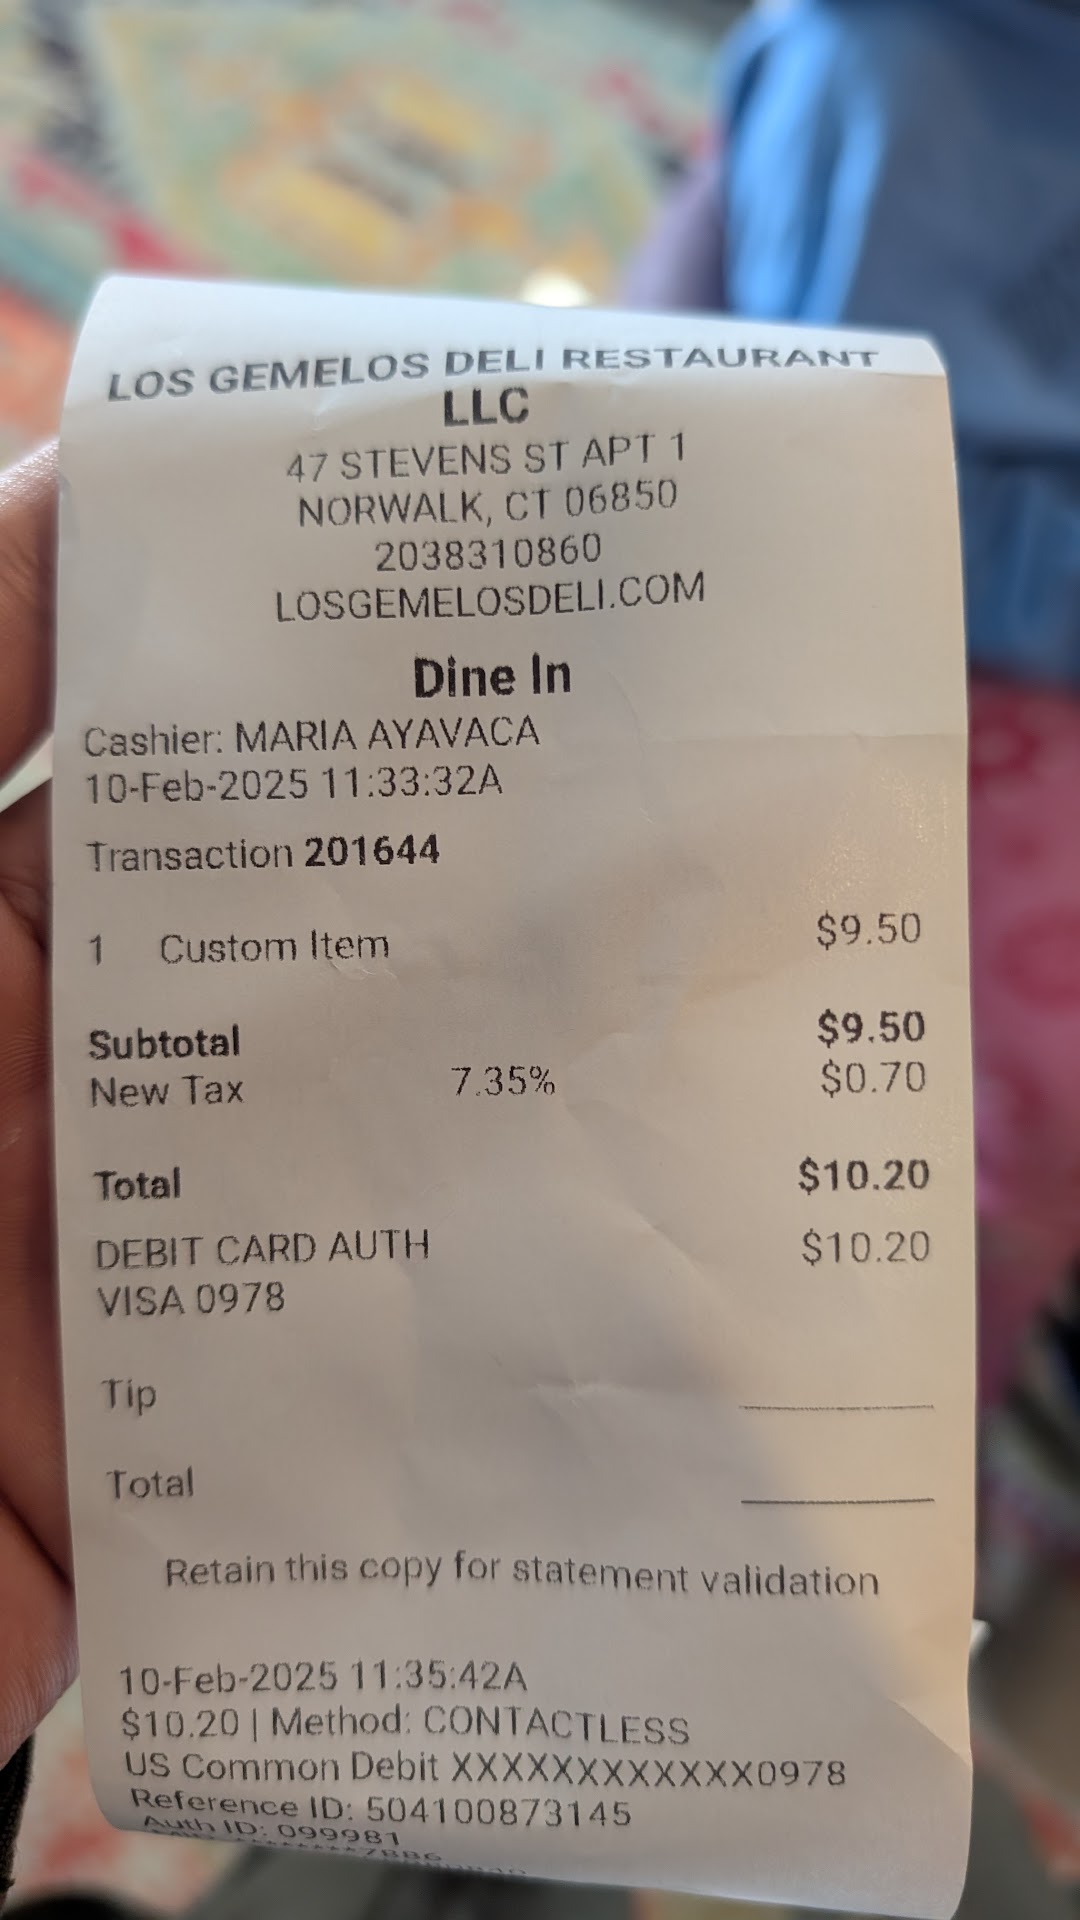 LOS GEMELOS DELI RESTAURANT
LLC
47 STEVENS ST APT 1
NORWALK, CT 06850
2038310860
LOSGEMELOSDELI.COM
Dine In
Cashier: MARIA AYAVACA
10-Feb-2025 11:33:32A
Transaction 201644
1 Custom Item $9.50
Subtotal $9.50
New Tax 7.35% $0.70
Total $10.20
DEBIT CARD AUTH $10.20
VISA 0978
Tip
Total
Retain this copy for statement validation
10-Feb-2025 11:35:42A
$10.20 | Method: CONTACTLESS
US Common Debit XXXXXXXXXXXX0978
Reference ID: 504100873145
Auth ID: 099981